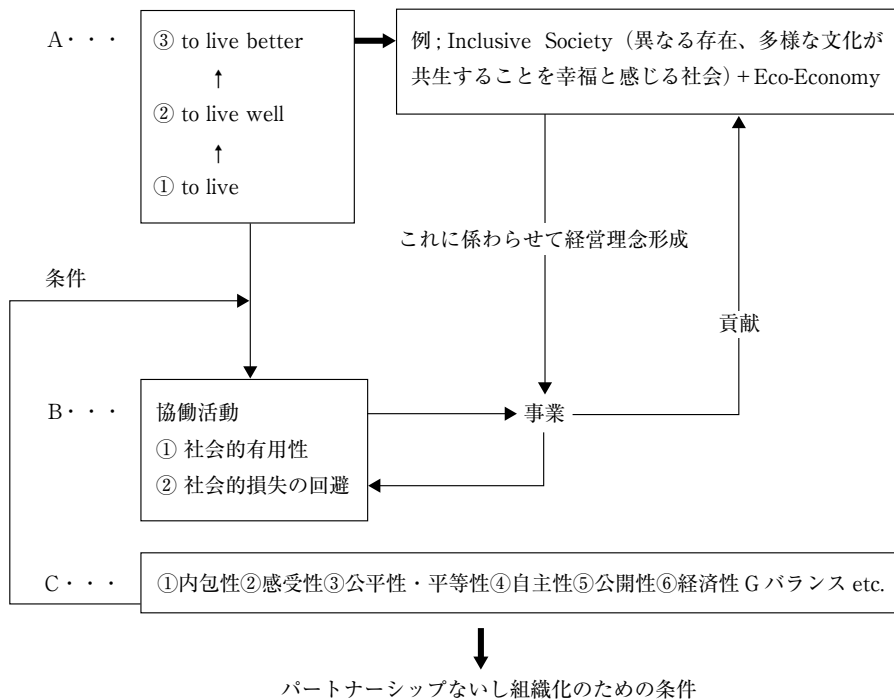 A・・・
③ to live better
↑
② to live well
↑
① to live
例 ; Inclusive Society（異なる存在、多様な文化が
共生することを幸福と感じる社会）＋Eco-Economy
これに係わらせて経営理念形成
条件
貢献
B・・・
協働活動
① 社会的有用性
② 社会的損失の回避
事業
C・・・
①内包性②感受性③公平性・平等性④自主性⑤公開性⑥経済性 G バランス etc.
パートナーシップないし組織化のための条件